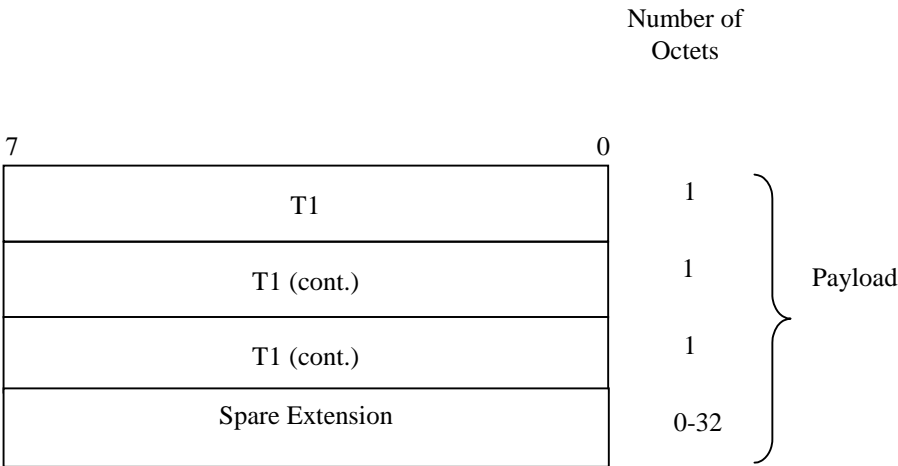 Number of
Octets
7 0
T1 1
T1 (cont.) 1
Payload
T1 (cont.) 1
Spare Extension 0-32